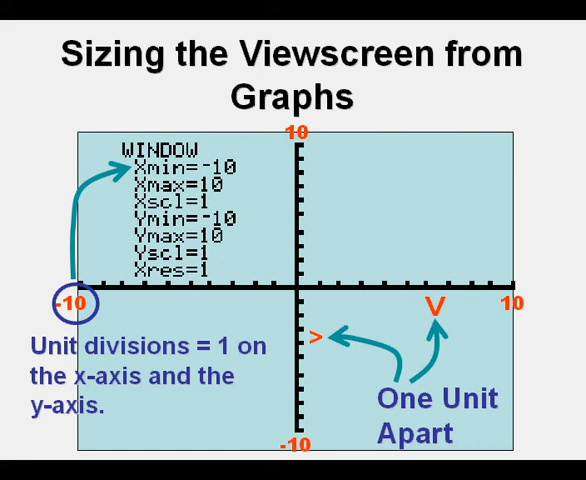 Sizing the Viewscreen from
Graphs
10
WINDOW
Xmin=-10
Xmax=10
Xscl=1
Ymin=-10
Ymax=10
Yscl=1
Xres=1
-10
10
V
>
Unit divisions = 1 on
the x-axis and the
y-axis.
One Unit
Apart
-10